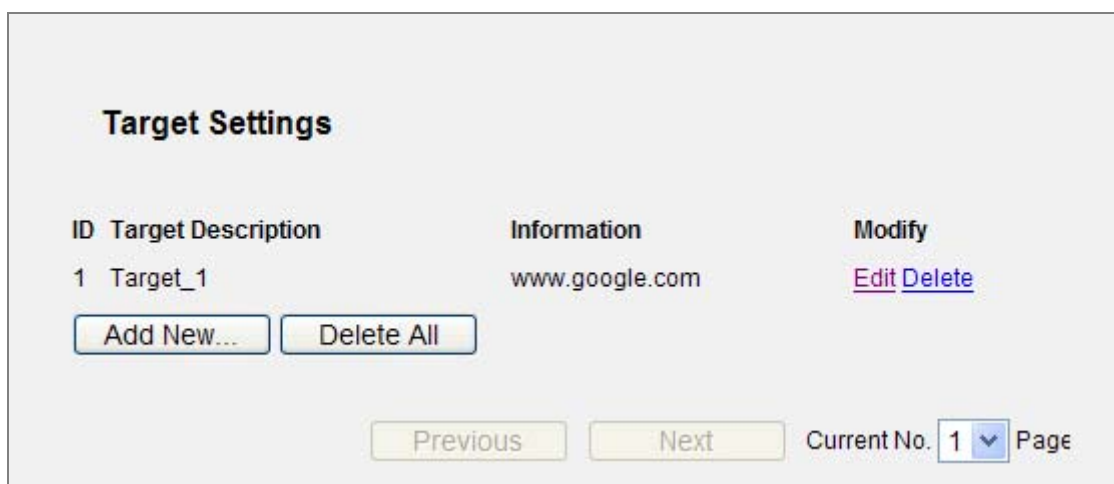 Target Settings
ID Target Description Information Modify
1 Target_1 www.google.com Edit Delete
Add New... Delete All
Previous Next Current No. 1 Page